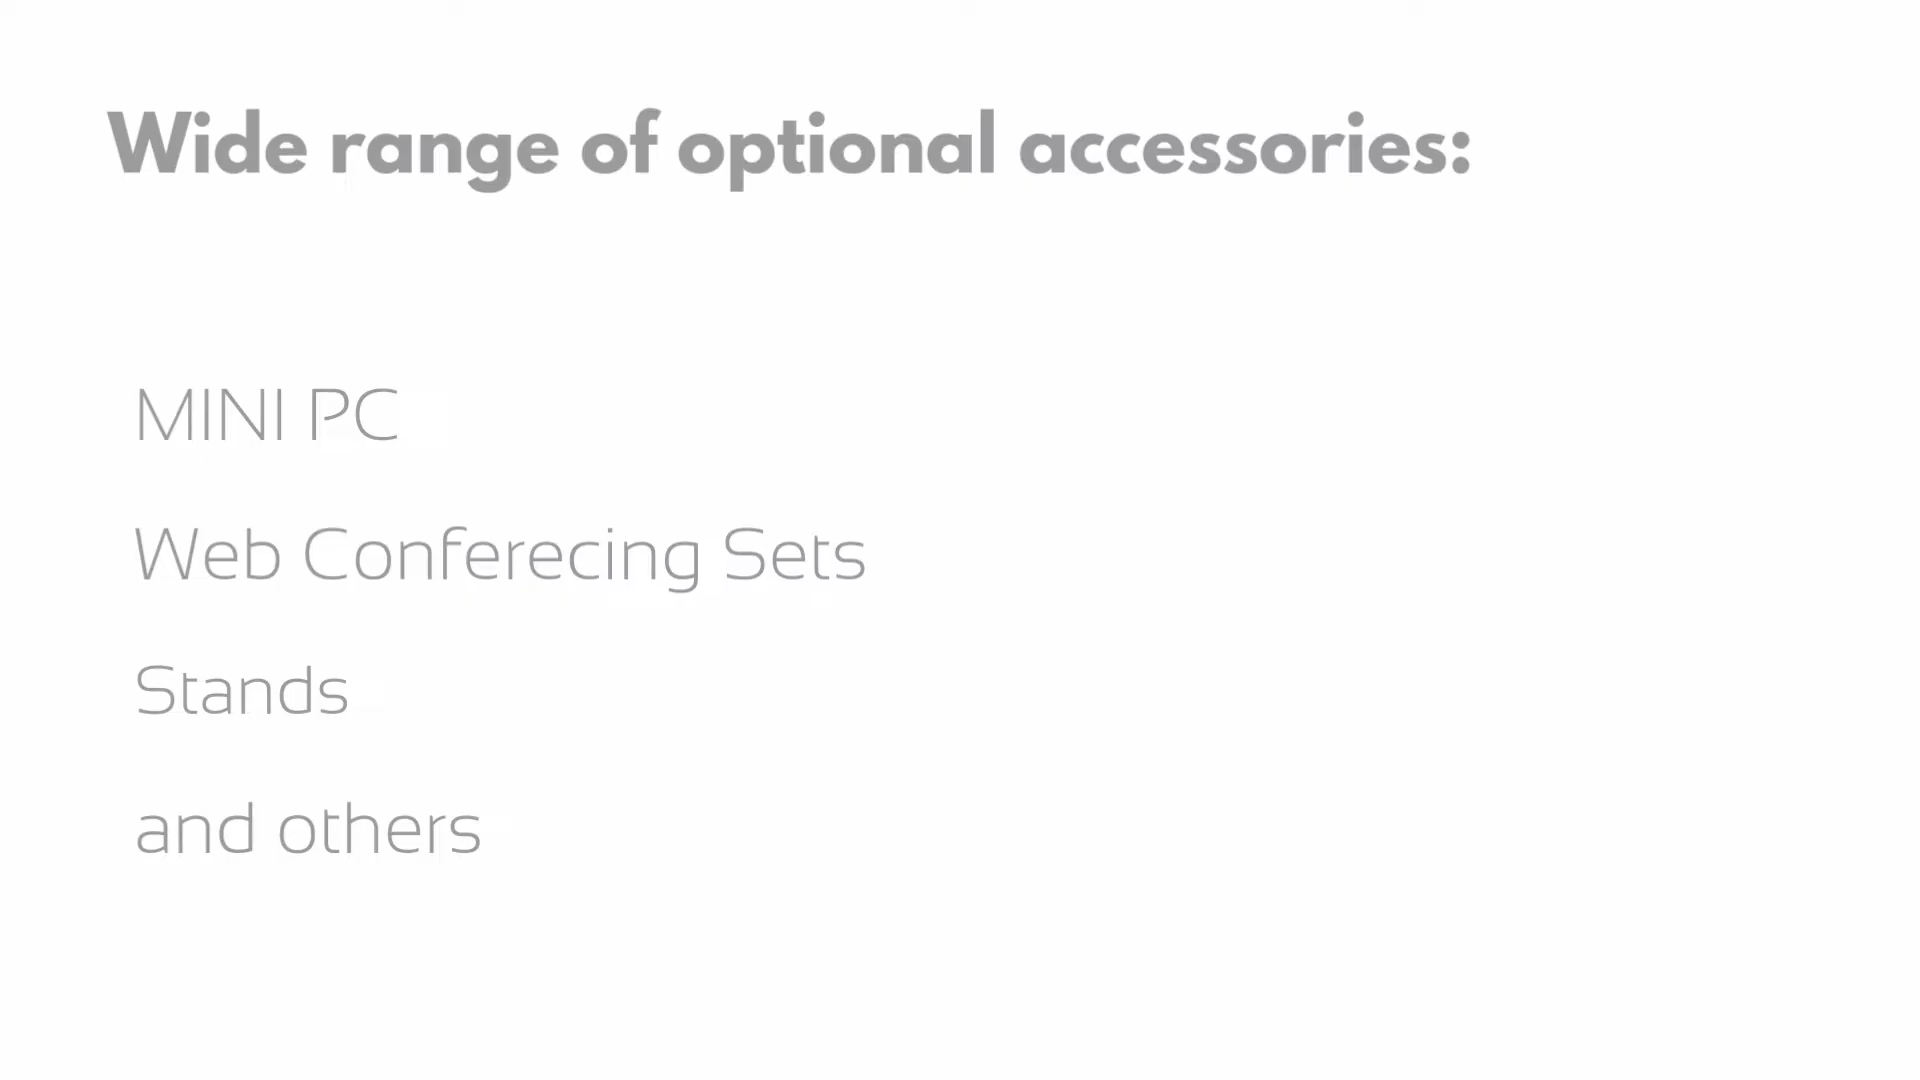 Wide range of optional accessories:
MINI PC
Web Conferecing Sets
Stands
and others